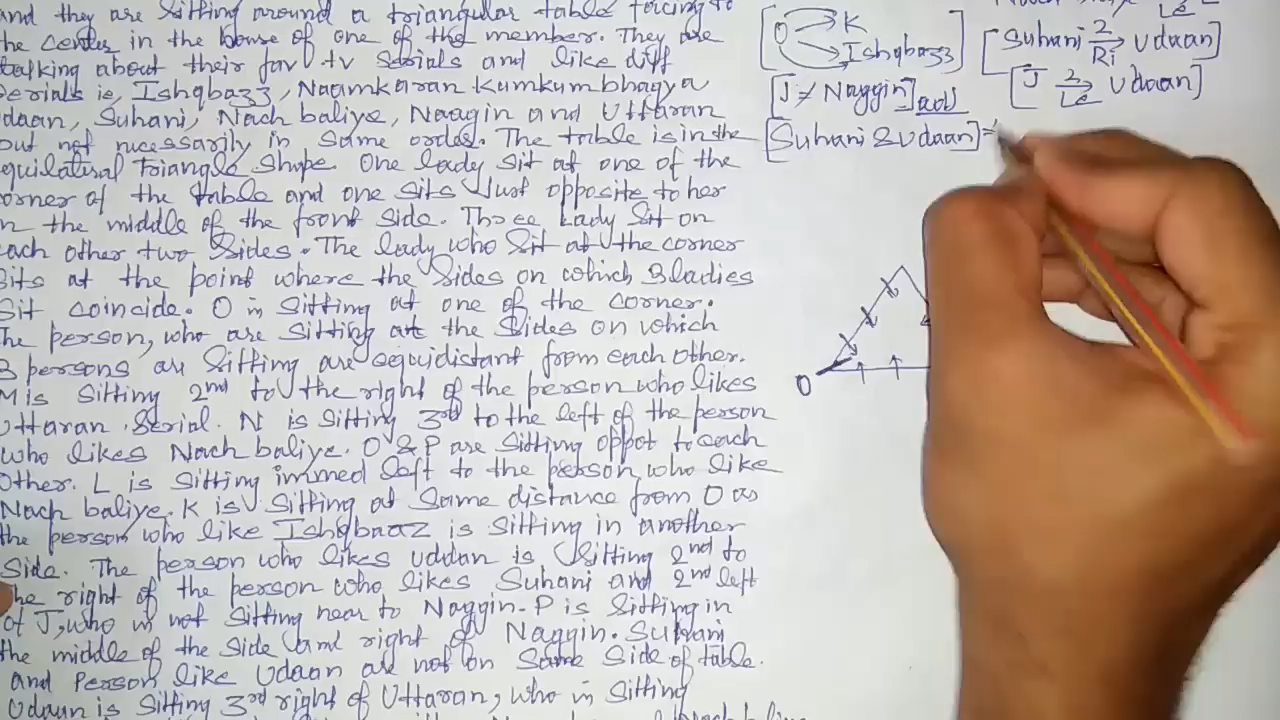 and they are sitting around a triangular table facing to
the center in the house of one of the member. They are
talking about their fav tv serials and like diff
serials ie, Ishqbazz, Naamkaran Kumkumbhagya
daan, Suhani, Nach baliye, Naagin and Uttaran
but not necessarily in same order. The table is in the
equilateral triangle shape One lady sit at one of the
corner of the table and one sits Just opposite to her
n the middle of the front side. Three Lady sit on
each other two sides. The lady who sit at the corner
sits at the point where the sides on which 3 ladies
sit coincide. O is sitting at one of the corner.
The person, who are sitting at the sides on which
3 persons are sitting are equidistant from each other.
M is sitting 2nd to the right of the person who likes
Uttaran Serial. N is sitting 3rd to the left of the person
who likes Nach baliye. O & P are sitting oppot to each
other. L is sitting immed left to the person who like
Nach baliye. K is sitting at same distance from O as
the person who like Ishqbaaz is sitting in another
side. The person who likes uddan is sitting 2nd to
the right of the person who likes Suhani and 2nd left
of J, who is not sitting near to Naggin. P is sitting in
the middle of the side and right of Naggin. Suhani
and Person like Udaan are not on same side of table.
Udaan is sitting 3rd right of Uttaran, who is sitting
O K
Ishqbazz
Le
Suhani 2/Ri Udaan
J ≠ Naggin
J 2/Le Udaan
Suhani & Udaan] =
O